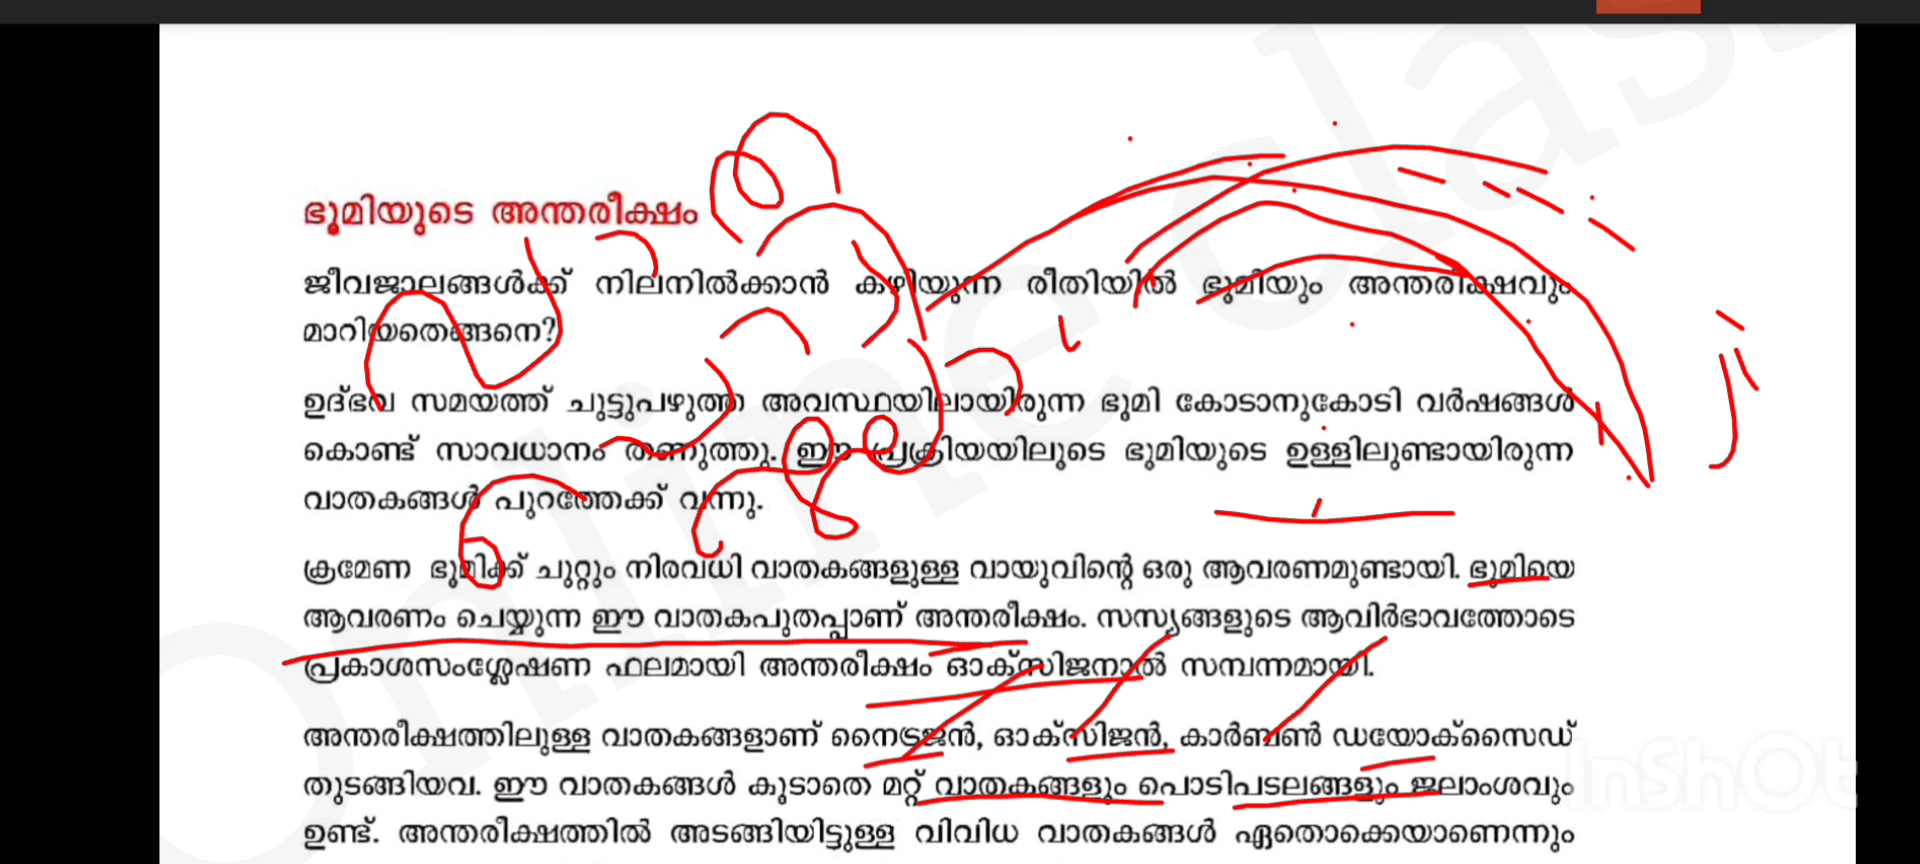 ഭൂമിയുടെ അന്തരീക്ഷം
ജീവജാലങ്ങൾക്ക് നിലനിൽക്കാൻ കഴിയുന്ന രീതിയിൽ ഭൂമിയും അന്തരീക്ഷവും
മാറിയതെങ്ങനെ?
ഉദ്ഭവ സമയത്ത് ചുട്ടുപഴുത്ത അവസ്ഥയിലായിരുന്ന ഭൂമി കോടാനുകോടി വർഷങ്ങൾ
കൊണ്ട് സാവധാനം തണുത്തു. ഈ പ്രക്രിയയിലൂടെ ഭൂമിയുടെ ഉള്ളിലുണ്ടായിരുന്ന
വാതകങ്ങൾ പുറത്തേക്ക് വന്നു.
ക്രമേണ ഭൂമിക്ക് ചുറ്റും നിരവധി വാതകങ്ങളുള്ള വായുവിന്റെ ഒരു ആവരണമുണ്ടായി. ഭൂമിയെ
ആവരണം ചെയ്യുന്ന ഈ വാതകപുതപ്പാണ് അന്തരീക്ഷം. സസ്യങ്ങളുടെ ആവിർഭാവത്തോടെ
പ്രകാശസംശ്ലേഷണ ഫലമായി അന്തരീക്ഷം ഓക്സിജനാൽ സമ്പന്നമായി.
അന്തരീക്ഷത്തിലുള്ള വാതകങ്ങളാണ് നൈട്രജൻ, ഓക്സിജൻ, കാർബൺ ഡയോക്സൈഡ്
തുടങ്ങിയവ. ഈ വാതകങ്ങൾ കൂടാതെ മറ്റ് വാതകങ്ങളും പൊടിപടലങ്ങളും ജലാംശവും
ഉണ്ട്. അന്തരീക്ഷത്തിൽ അടങ്ങിയിട്ടുള്ള വിവിധ വാതകങ്ങൾ ഏതൊക്കെയാണെന്നും
Online class
InShOt